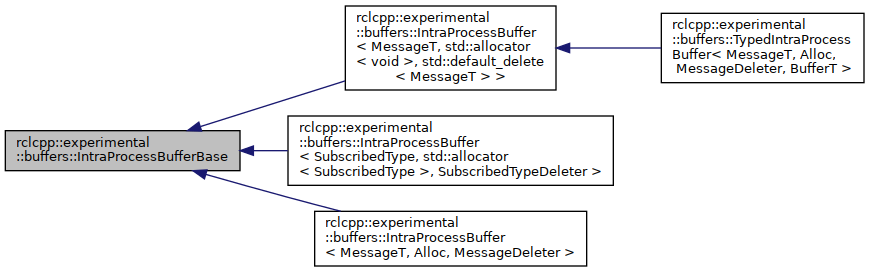 rclcpp::experimental
::buffers::IntraProcessBuffer
< MessageT, std::allocator
< void >, std::default_delete
< MessageT > >
rclcpp::experimental
::buffers::TypedIntraProcess
Buffer< MessageT, Alloc,
MessageDeleter, BufferT >
rclcpp::experimental
::buffers::IntraProcessBufferBase
rclcpp::experimental
::buffers::IntraProcessBuffer
< SubscribedType, std::allocator
< SubscribedType >, SubscribedTypeDeleter >
rclcpp::experimental
::buffers::IntraProcessBuffer
< MessageT, Alloc, MessageDeleter >